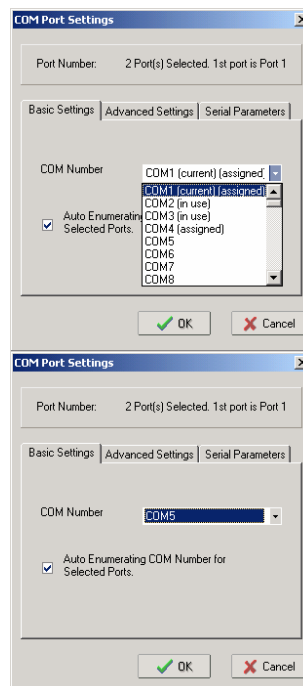 COM Port Settings
Port Number: 2 Port(s) Selected. 1st port is Port 1
Basic Settings Advanced Settings Serial Parameters
COM Number COM1 (current) (assigned)
COM1 (current) (assigned)
COM2 (in use)
Auto Enumerating COM3 (in use)
Selected Ports. COM4 (assigned)
COM5
COM6
COM7
COM8
OK Cancel
COM Port Settings
Port Number: 2 Port(s) Selected. 1st port is Port 1
Basic Settings Advanced Settings Serial Parameters
COM Number COM5
Auto Enumerating COM Number for
Selected Ports.
OK Cancel